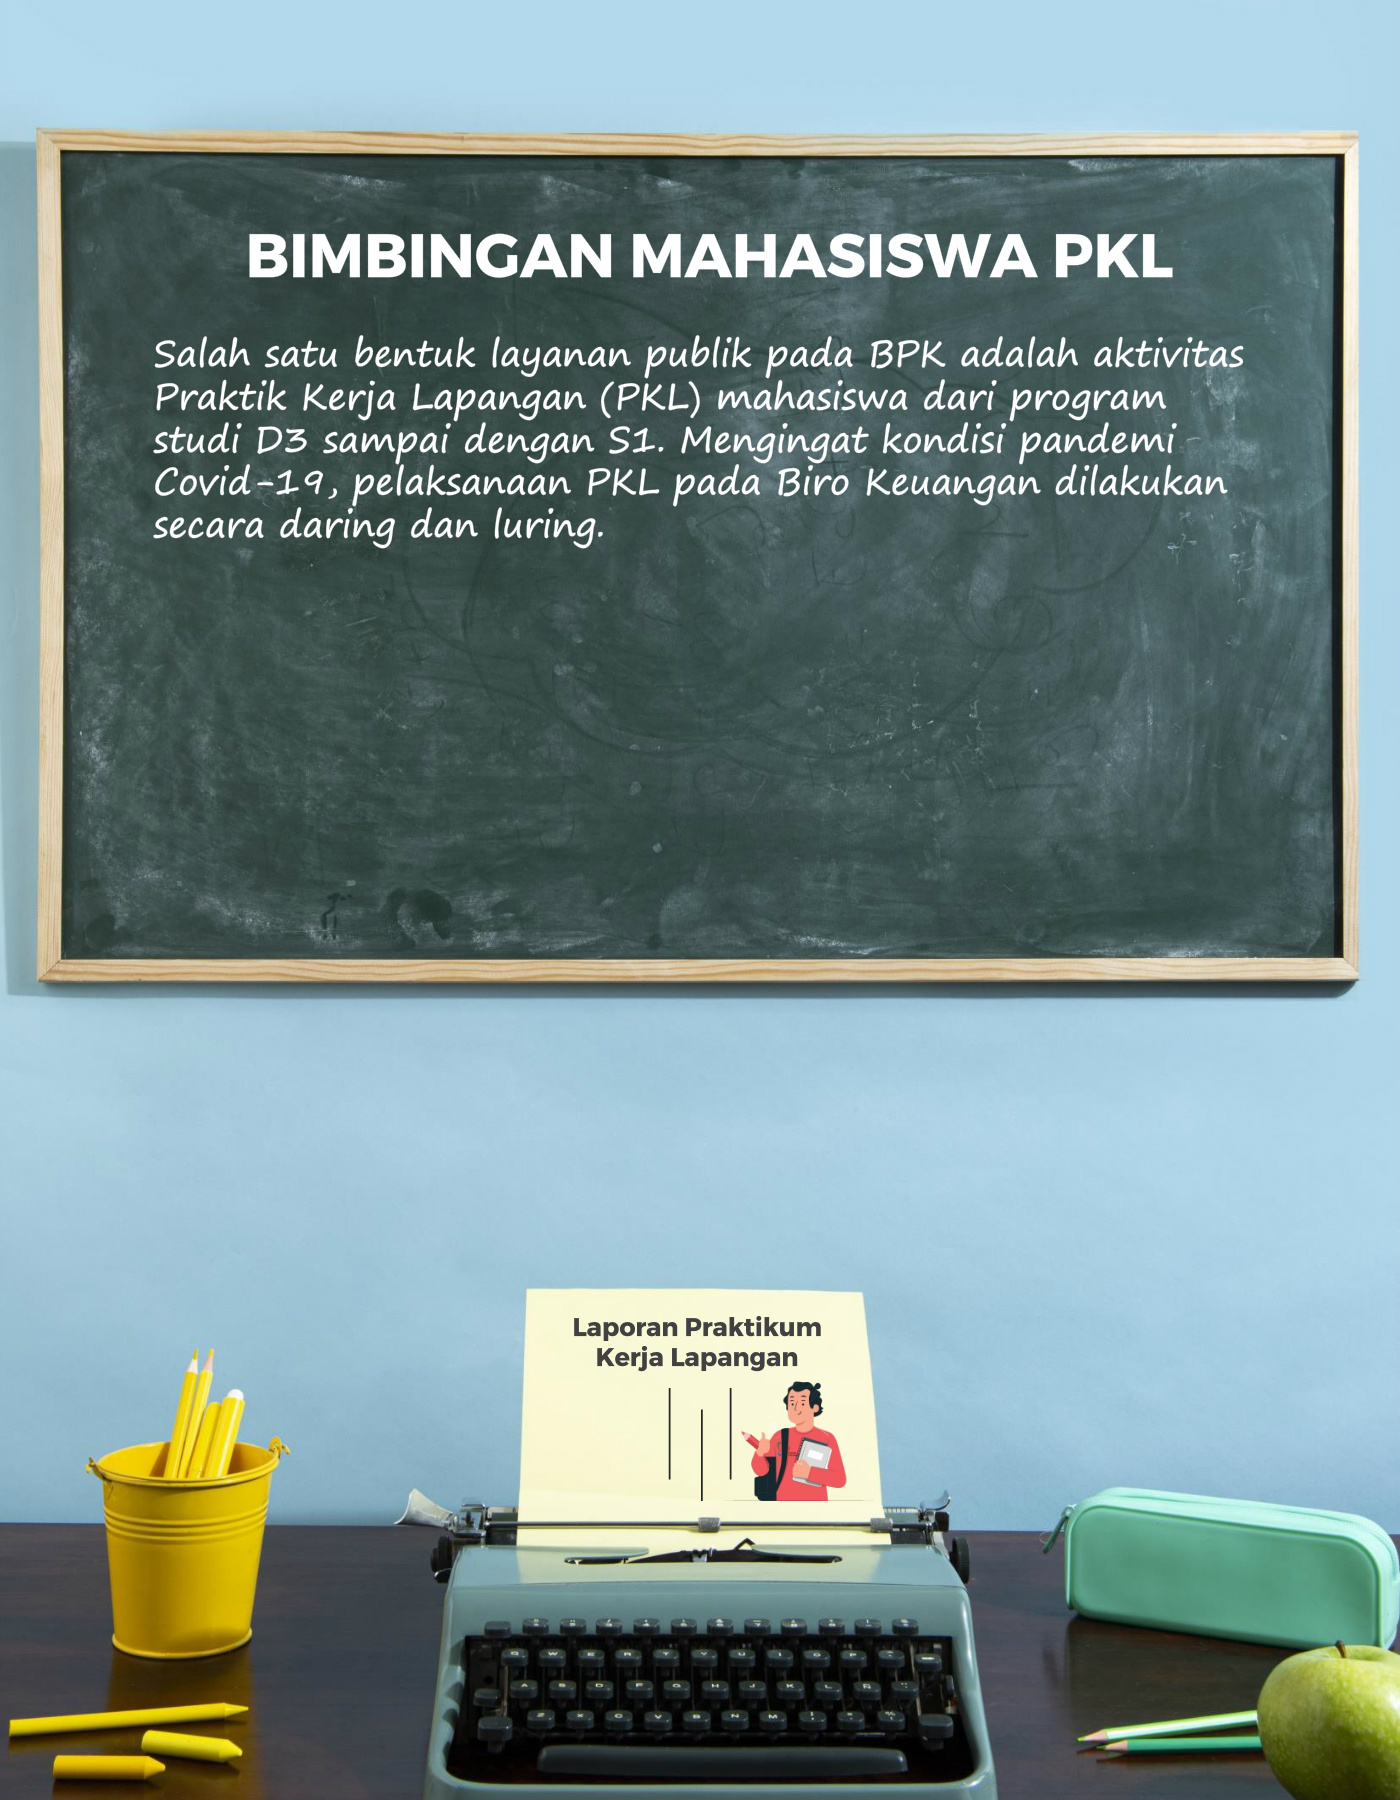 BIMBINGAN MAHASISWA PKL
Salah satu bentuk layanan publik pada BPK adalah aktivitas
Praktik Kerja Lapangan (PKL) mahasiswa dari program
studi D3 sampai dengan S1. Mengingat kondisi pandemi
Covid-19, pelaksanaan PKL pada Biro Keuangan dilakukan
secara daring dan luring.
Laporan Praktikum
Kerja Lapangan
Q W E R T Y U I O P
A S D F G H J K L Ñ
Z X C V B N M